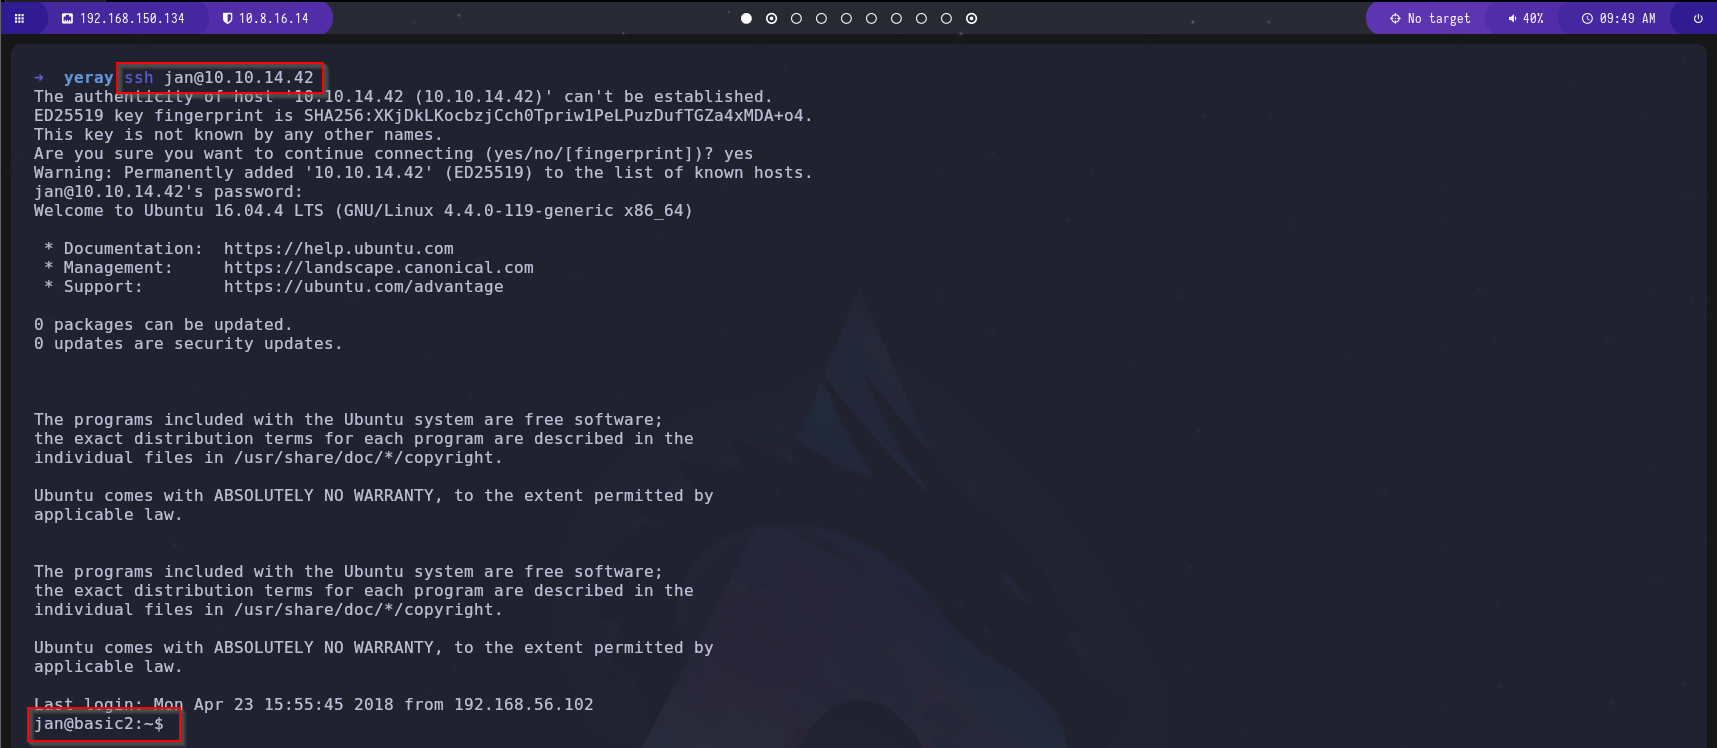 192.168.150.134 10.8.16.14 No target 40% 09:49 AM
→ yeray ssh jan@10.10.14.42
The authenticity of host '10.10.14.42 (10.10.14.42)' can't be established.
ED25519 key fingerprint is SHA256:XKjDkLKocbzjCch0Tpriw1PeLPuzDufTGZa4xMDA+o4.
This key is not known by any other names.
Are you sure you want to continue connecting (yes/no/[fingerprint])? yes
Warning: Permanently added '10.10.14.42' (ED25519) to the list of known hosts.
jan@10.10.14.42's password:
Welcome to Ubuntu 16.04.4 LTS (GNU/Linux 4.4.0-119-generic x86_64)
* Documentation: https://help.ubuntu.com
* Management: https://landscape.canonical.com
* Support: https://ubuntu.com/advantage
0 packages can be updated.
0 updates are security updates.
The programs included with the Ubuntu system are free software;
the exact distribution terms for each program are described in the
individual files in /usr/share/doc/*/copyright.
Ubuntu comes with ABSOLUTELY NO WARRANTY, to the extent permitted by
applicable law.
The programs included with the Ubuntu system are free software;
the exact distribution terms for each program are described in the
individual files in /usr/share/doc/*/copyright.
Ubuntu comes with ABSOLUTELY NO WARRANTY, to the extent permitted by
applicable law.
Last login: Mon Apr 23 15:55:45 2018 from 192.168.56.102
jan@basic2:~$